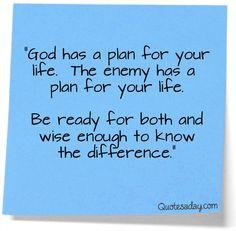 "God has a plan for your
life.  The enemy has a
plan for your life.
Be ready for both and
wise enough to know
the difference."
Quotesaday.com